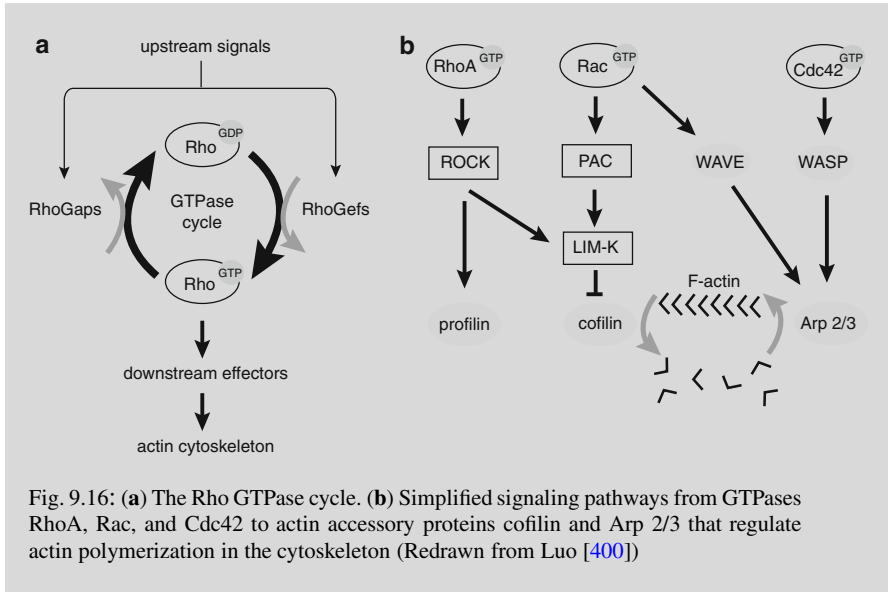 a
upstream signals
Rho GDP
RhoGaps
GTPase
cycle
RhoGefs
Rho GTP
downstream effectors
actin cytoskeleton
b
RhoA GTP
Rac GTP
Cdc42 GTP
ROCK
PAC
WAVE
WASP
LIM-K
F-actin
profilin
cofilin
Arp 2/3
Fig. 9.16: (a) The Rho GTPase cycle. (b) Simplified signaling pathways from GTPases
RhoA, Rac, and Cdc42 to actin accessory proteins cofilin and Arp 2/3 that regulate
actin polymerization in the cytoskeleton (Redrawn from Luo [400])